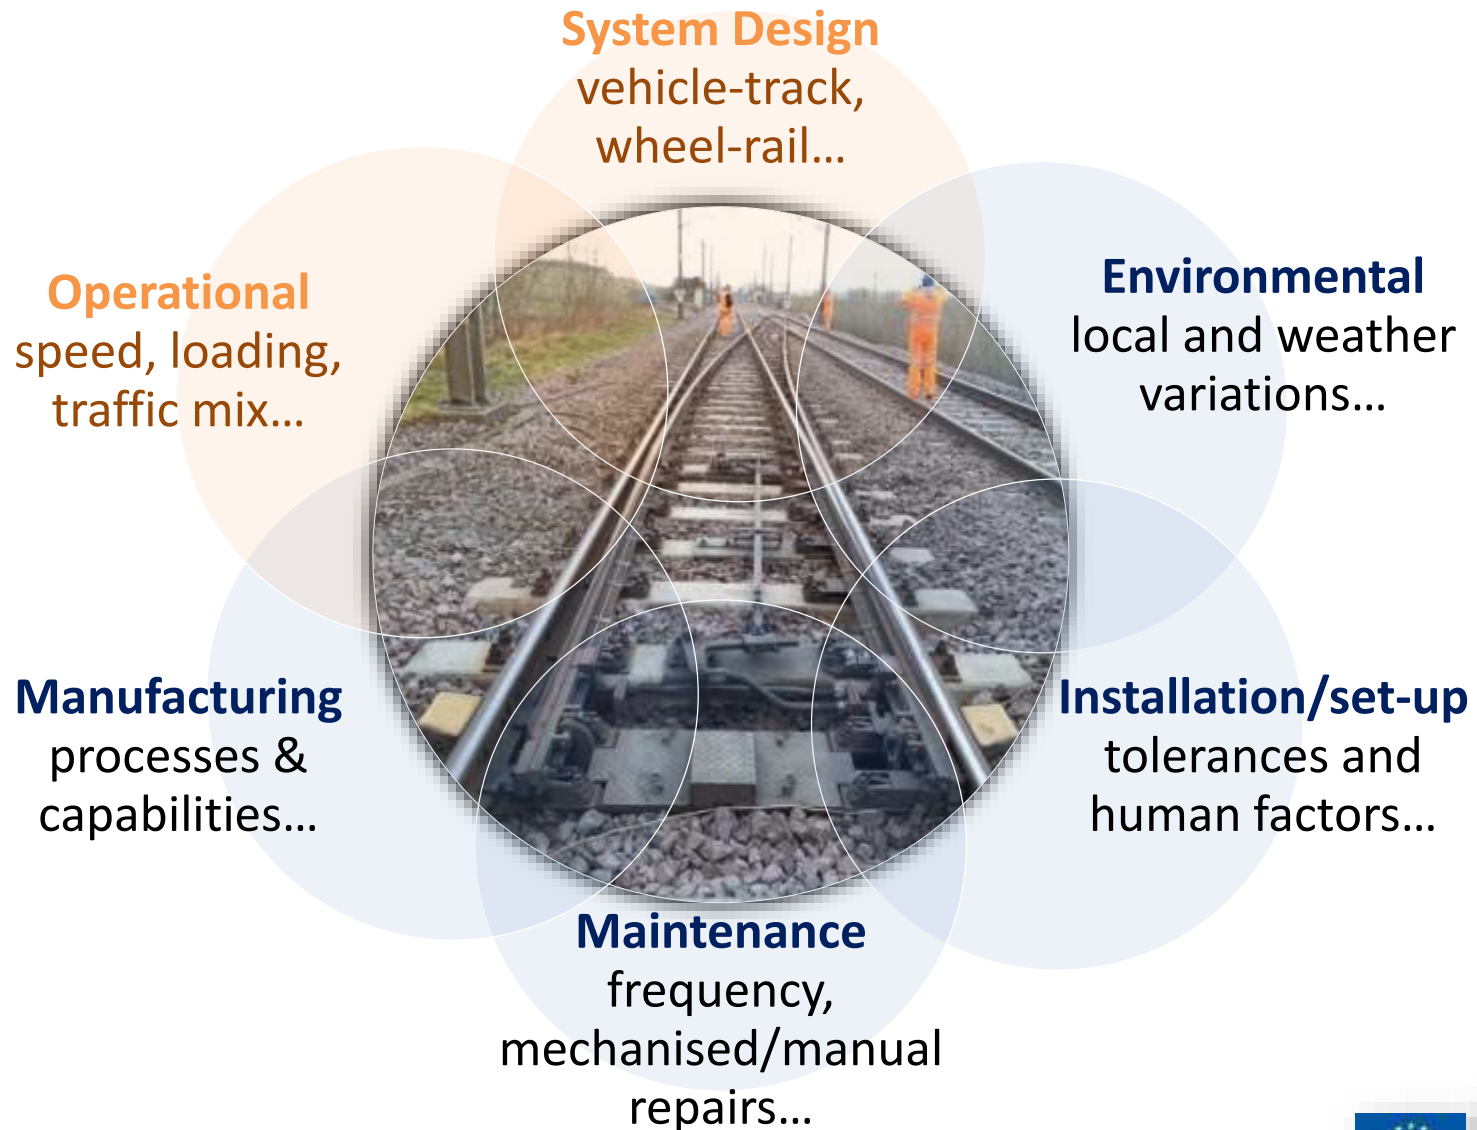 System Design
vehicle-track,
wheel-rail…
Operational
speed, loading,
traffic mix…
Environmental
local and weather
variations…
Manufacturing
processes &
capabilities…
Installation/set-up
tolerances and
human factors…
Maintenance
frequency,
mechanised/manual
repairs…